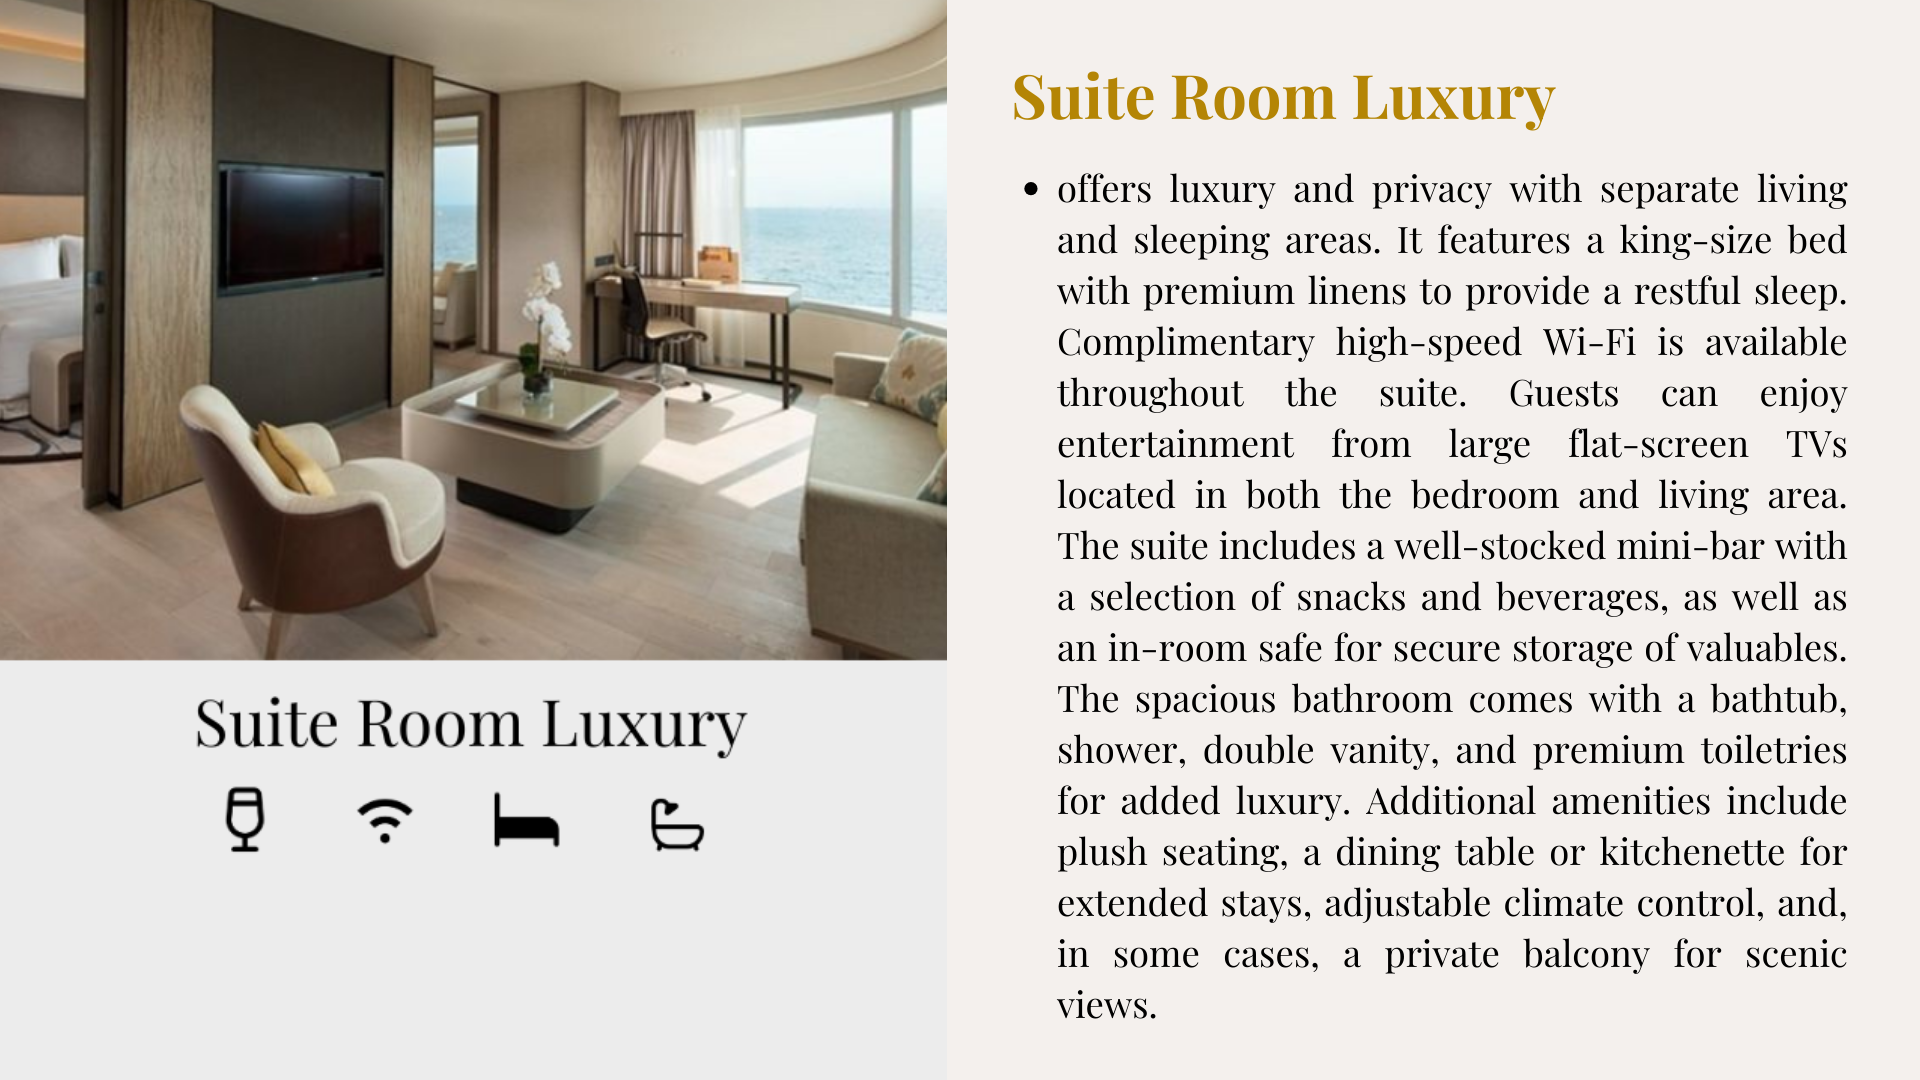 Suite Room Luxury
Suite Room Luxury
offers luxury and privacy with separate living
and sleeping areas. It features a king-size bed
with premium linens to provide a restful sleep.
Complimentary high-speed Wi-Fi is available
throughout the suite. Guests can enjoy
entertainment from large flat-screen TVs
located in both the bedroom and living area.
The suite includes a well-stocked mini-bar with
a selection of snacks and beverages, as well as
an in-room safe for secure storage of valuables.
The spacious bathroom comes with a bathtub,
shower, double vanity, and premium toiletries
for added luxury. Additional amenities include
plush seating, a dining table or kitchenette for
extended stays, adjustable climate control, and,
in some cases, a private balcony for scenic
views.